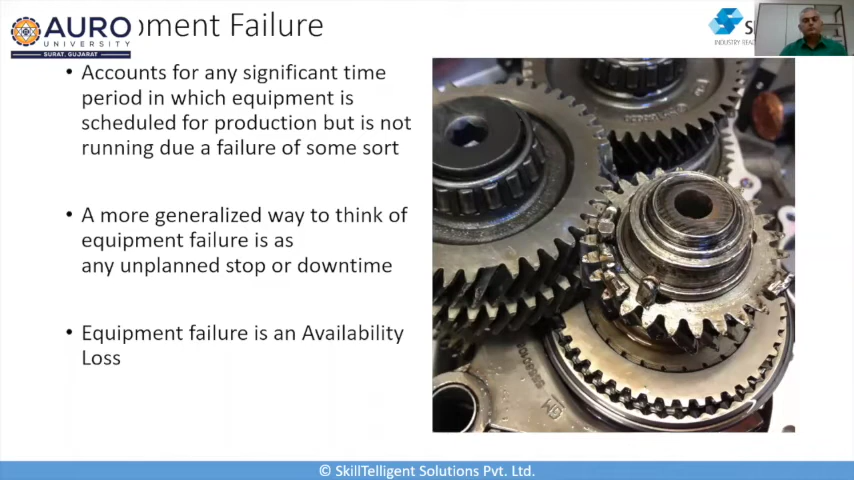 pment Failure
AURO
UNIVERSITY
SURAT, GUJARAT
• Accounts for any significant time
period in which equipment is
scheduled for production but is not
running due a failure of some sort
• A more generalized way to think of
equipment failure is as
any unplanned stop or downtime
• Equipment failure is an Availability
Loss
GM
© SkillTelligent Solutions Pvt. Ltd.